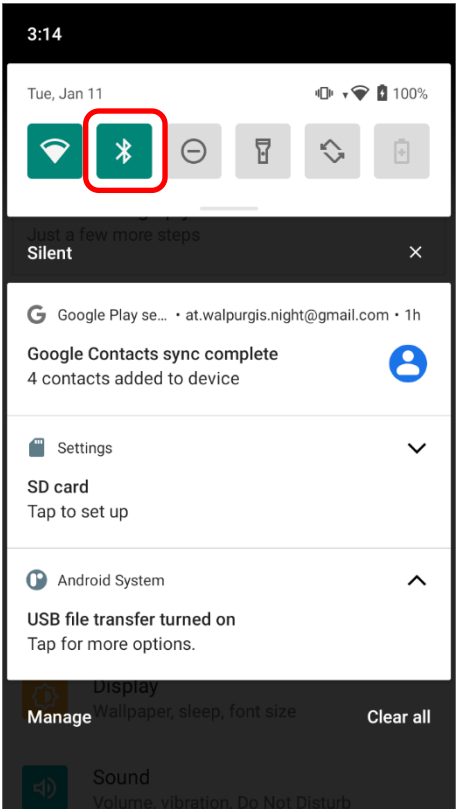 3:14
Tue, Jan 11
100%
Just a few more steps
Silent
Google Play se... • at.walpurgis.night@gmail.com • 1h
Google Contacts sync complete
4 contacts added to device
Settings
SD card
Tap to set up
Android System
USB file transfer turned on
Tap for more options.
Display
Wallpaper, sleep, font size
Manage
Clear all
Sound
Volume, vibration, Do Not Disturb